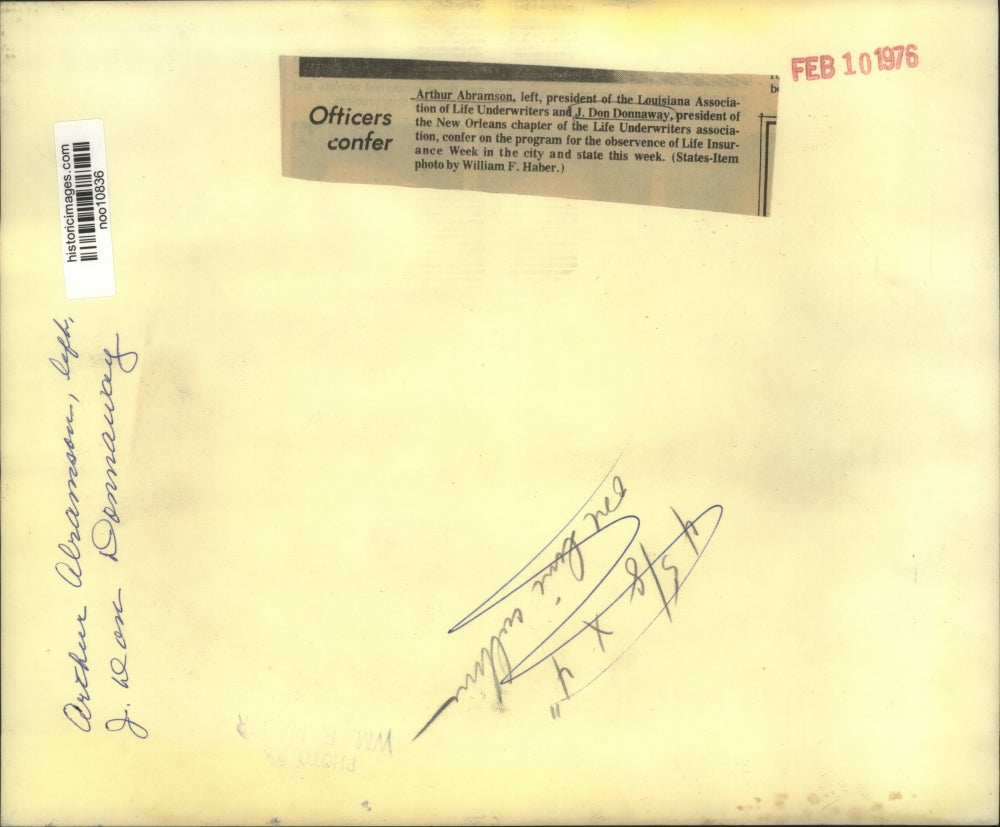 FEB 10 1976
Officers
confer
Arthur Abramson, left, president of the Louisiana Associa-
tion of Life Underwriters and J. Don Donnaway, president of
the New Orleans chapter of the Life Underwriters associa-
tion, confer on the program for the observence of Life Insur-
ance Week in the city and state this week. (States-Item
photo by William F. Haber.)
historicimages.com
noo10836
Arthur Abramson, left,
J. Don Donnaway
4 5/8 x 4"
PHOTO BY
WM. F. HABER